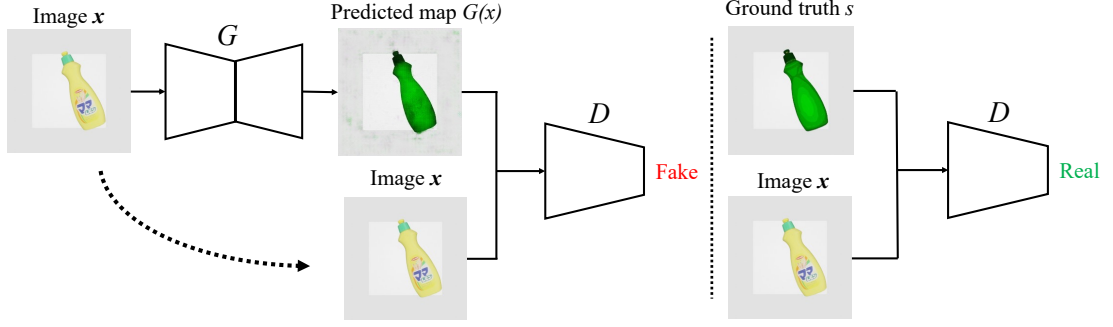 Image x
G
Predicted map G(x)
Image x
D
Fake
Ground truth s
Image x
D
Real